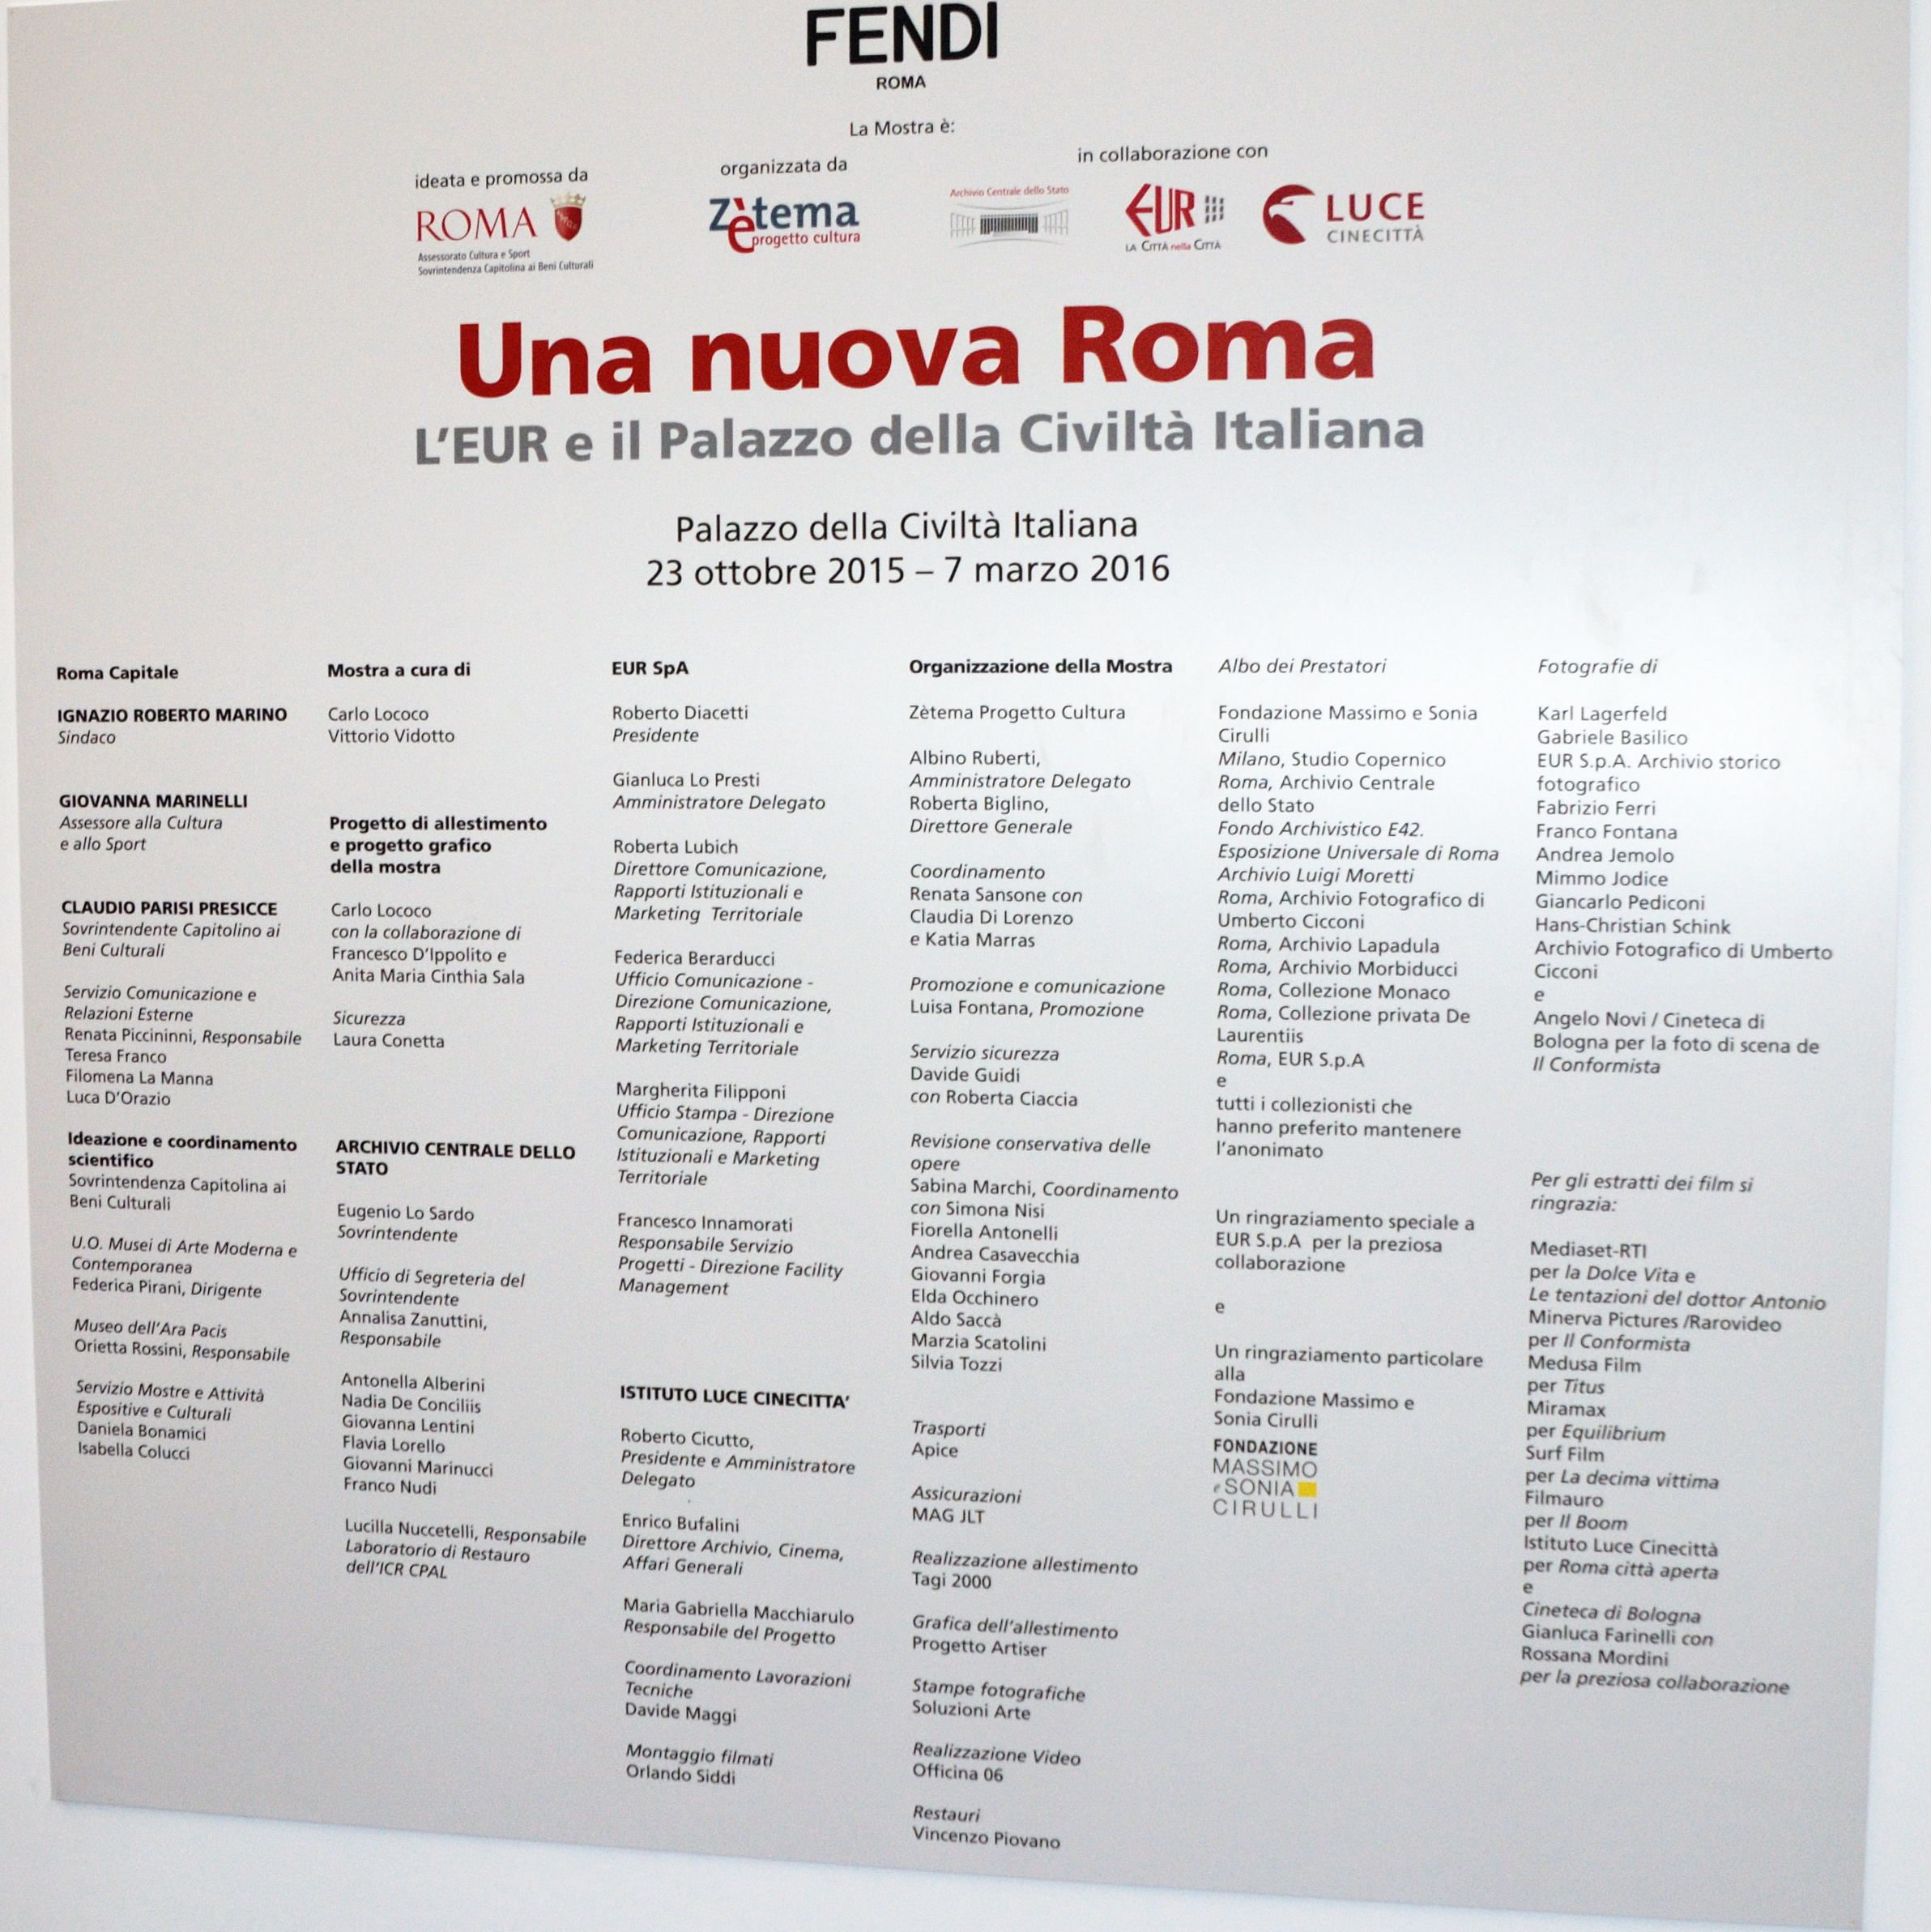 FENDI
ROMA
La Mostra è:
ideata e promossa da
ROMA
Assessorato Cultura e Sport
Sovrintendenza Capitolina ai Beni Culturali
organizzata da
Zètema
progetto cultura
in collaborazione con
Archivio Centrale dello Stato
EUR
LA CITTÀ nella CITTÀ
LUCE
CINECITTÀ
Una nuova Roma
L'EUR e il Palazzo della Civiltà Italiana
Palazzo della Civiltà Italiana
23 ottobre 2015 – 7 marzo 2016
Roma Capitale
IGNAZIO ROBERTO MARINO
Sindaco
GIOVANNA MARINELLI
Assessore alla Cultura
e allo Sport
CLAUDIO PARISI PRESICCE
Sovrintendente Capitolino ai
Beni Culturali
Servizio Comunicazione e
Relazioni Esterne
Renata Piccininni, Responsabile
Teresa Franco
Filomena La Manna
Luca D'Orazio
Ideazione e coordinamento
scientifico
Sovrintendenza Capitolina ai
Beni Culturali
U.O. Musei di Arte Moderna e
Contemporanea
Federica Pirani, Dirigente
Museo dell'Ara Pacis
Orietta Rossini, Responsabile
Servizio Mostre e Attività
Espositive e Culturali
Daniela Bonamici
Isabella Colucci
Mostra a cura di
Carlo Lococo
Vittorio Vidotto
Progetto di allestimento
e progetto grafico
della mostra
Carlo Lococo
con la collaborazione di
Francesco D'Ippolito e
Anita Maria Cinthia Sala
Sicurezza
Laura Conetta
ARCHIVIO CENTRALE DELLO
STATO
Eugenio Lo Sardo
Sovrintendente
Ufficio di Segreteria del
Sovrintendente
Annalisa Zanuttini,
Responsabile
Antonella Alberini
Nadia De Conciliis
Giovanna Lentini
Flavia Lorello
Giovanni Marinucci
Franco Nudi
Lucilla Nuccetelli, Responsabile
Laboratorio di Restauro
dell'ICR CPAL
EUR SpA
Roberto Diacetti
Presidente
Gianluca Lo Presti
Amministratore Delegato
Roberta Lubich
Direttore Comunicazione,
Rapporti Istituzionali e
Marketing Territoriale
Federica Berarducci
Ufficio Comunicazione -
Direzione Comunicazione,
Rapporti Istituzionali e
Marketing Territoriale
Margherita Filipponi
Ufficio Stampa - Direzione
Comunicazione, Rapporti
Istituzionali e Marketing
Territoriale
Francesco Innamorati
Responsabile Servizio
Progetti - Direzione Facility
Management
ISTITUTO LUCE CINECITTA'
Roberto Cicutto,
Presidente e Amministratore
Delegato
Enrico Bufalini
Direttore Archivio, Cinema,
Affari Generali
Maria Gabriella Macchiarulo
Responsabile del Progetto
Coordinamento Lavorazioni
Tecniche
Davide Maggi
Montaggio filmati
Orlando Siddi
Organizzazione della Mostra
Zètema Progetto Cultura
Albino Ruberti,
Amministratore Delegato
Roberta Biglino,
Direttore Generale
Coordinamento
Renata Sansone con
Claudia Di Lorenzo
e Katia Marras
Promozione e comunicazione
Luisa Fontana, Promozione
Servizio sicurezza
Davide Guidi
con Roberta Ciaccia
Revisione conservativa delle
opere
Sabina Marchi, Coordinamento
con Simona Nisi
Fiorella Antonelli
Andrea Casavecchia
Giovanni Forgia
Elda Occhinero
Aldo Saccà
Marzia Scatolini
Silvia Tozzi
Trasporti
Apice
Assicurazioni
MAG JLT
Realizzazione allestimento
Tagi 2000
Grafica dell'allestimento
Progetto Artiser
Stampe fotografiche
Soluzioni Arte
Realizzazione Video
Officina 06
Restauri
Vincenzo Piovano
Albo dei Prestatori
Fondazione Massimo e Sonia
Cirulli
Milano, Studio Copernico
Roma, Archivio Centrale
dello Stato
Fondo Archivistico E42.
Esposizione Universale di Roma
Archivio Luigi Moretti
Roma, Archivio Fotografico di
Umberto Cicconi
Roma, Archivio Lapadula
Roma, Archivio Morbiducci
Roma, Collezione Monaco
Roma, Collezione privata De
Laurentiis
Roma, EUR S.p.A
e
tutti i collezionisti che
hanno preferito mantenere
l'anonimato
Un ringraziamento speciale a
EUR S.p.A per la preziosa
collaborazione
e
Un ringraziamento particolare
alla
Fondazione Massimo e
Sonia Cirulli
FONDAZIONE
MASSIMO
e SONIA
CIRULLI
Fotografie di
Karl Lagerfeld
Gabriele Basilico
EUR S.p.A. Archivio storico
fotografico
Fabrizio Ferri
Franco Fontana
Andrea Jemolo
Mimmo Jodice
Giancarlo Pediconi
Hans-Christian Schink
Archivio Fotografico di Umberto
Cicconi
e
Angelo Novi / Cineteca di
Bologna per la foto di scena de
Il Conformista
Per gli estratti dei film si
ringrazia:
Mediaset-RTI
per la Dolce Vita e
Le tentazioni del dottor Antonio
Minerva Pictures /Rarovideo
per Il Conformista
Medusa Film
per Titus
Miramax
per Equilibrium
Surf Film
per La decima vittima
Filmauro
per Il Boom
Istituto Luce Cinecittà
per Roma città aperta
e
Cineteca di Bologna
Gianluca Farinelli con
Rossana Mordini
per la preziosa collaborazione